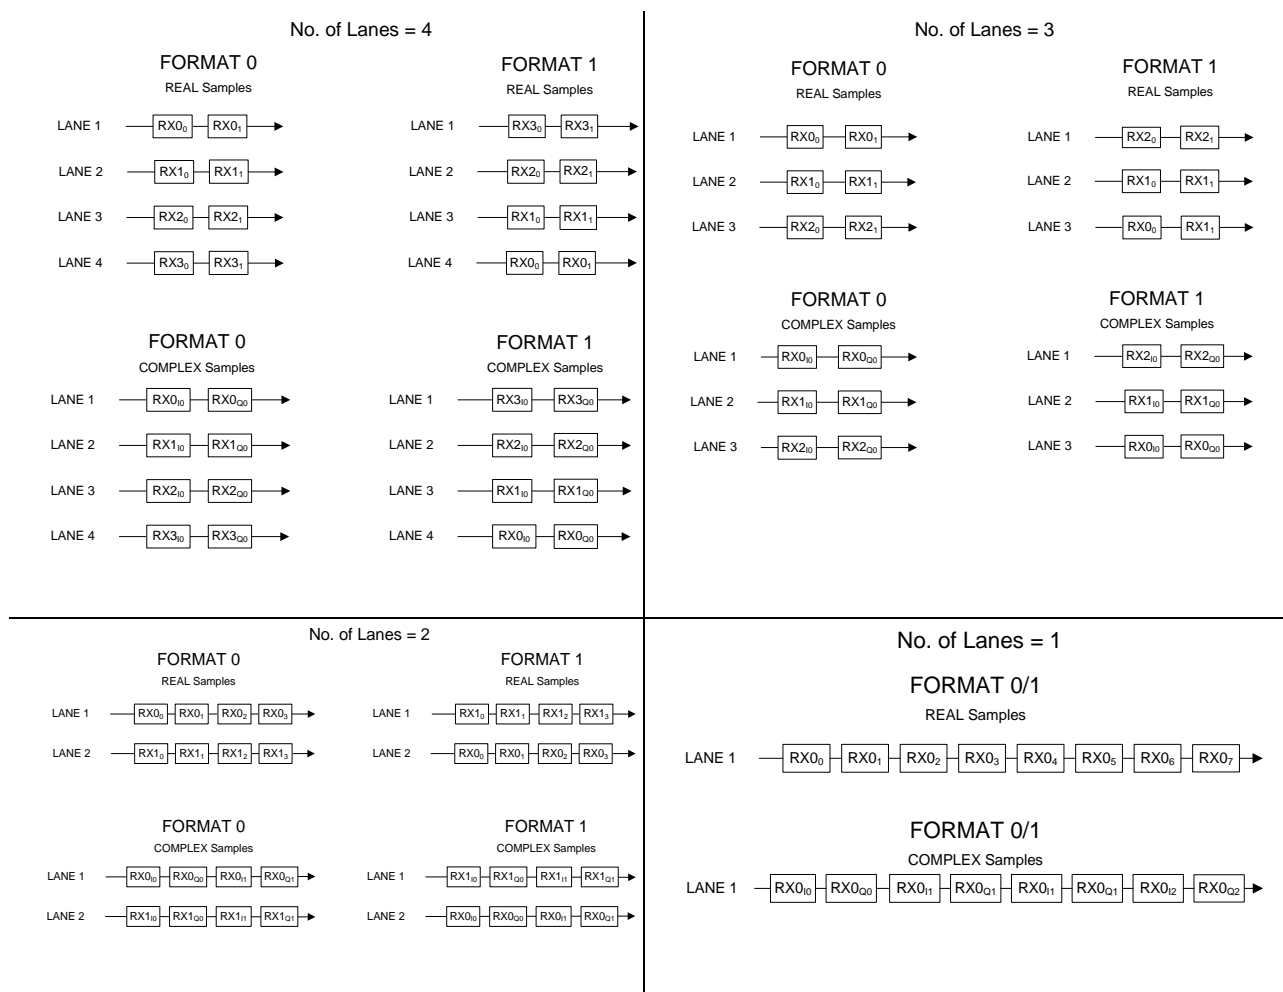 No. of Lanes = 4
FORMAT 0
REAL Samples
LANE 1 RX0₀ RX0₁
LANE 2 RX1₀ RX1₁
LANE 3 RX2₀ RX2₁
LANE 4 RX3₀ RX3₁
FORMAT 1
REAL Samples
LANE 1 RX3₀ RX3₁
LANE 2 RX2₀ RX2₁
LANE 3 RX1₀ RX1₁
LANE 4 RX0₀ RX0₁
FORMAT 0
COMPLEX Samples
LANE 1 RX0I0 RX0Q0
LANE 2 RX1I0 RX1Q0
LANE 3 RX2I0 RX2Q0
LANE 4 RX3I0 RX3Q0
FORMAT 1
COMPLEX Samples
LANE 1 RX3I0 RX3Q0
LANE 2 RX2I0 RX2Q0
LANE 3 RX1I0 RX1Q0
LANE 4 RX0I0 RX0Q0
No. of Lanes = 3
FORMAT 0
REAL Samples
LANE 1 RX0₀ RX0₁
LANE 2 RX1₀ RX1₁
LANE 3 RX2₀ RX2₁
FORMAT 1
REAL Samples
LANE 1 RX2₀ RX2₁
LANE 2 RX1₀ RX1₁
LANE 3 RX0₀ RX1₁
FORMAT 0
COMPLEX Samples
LANE 1 RX0I0 RX0Q0
LANE 2 RX1I0 RX1Q0
LANE 3 RX2I0 RX2Q0
FORMAT 1
COMPLEX Samples
LANE 1 RX2I0 RX2Q0
LANE 2 RX1I0 RX1Q0
LANE 3 RX0I0 RX0Q0
No. of Lanes = 2
FORMAT 0
REAL Samples
LANE 1 RX0₀ RX0₁ RX0₂ RX0₃
LANE 2 RX1₀ RX1₁ RX1₂ RX1₃
FORMAT 1
REAL Samples
LANE 1 RX1₀ RX1₁ RX1₂ RX1₃
LANE 2 RX0₀ RX0₁ RX0₂ RX0₃
FORMAT 0
COMPLEX Samples
LANE 1 RX0I0 RX0Q0 RX0I1 RX0Q1
LANE 2 RX1I0 RX1Q0 RX1I1 RX1Q1
FORMAT 1
COMPLEX Samples
LANE 1 RX1I0 RX1Q0 RX1I1 RX1Q1
LANE 2 RX0I0 RX0Q0 RX0I1 RX0Q1
No. of Lanes = 1
FORMAT 0/1
REAL Samples
LANE 1 RX0₀ RX0₁ RX0₂ RX0₃ RX0₄ RX0₅ RX0₆ RX0₇
FORMAT 0/1
COMPLEX Samples
LANE 1 RX0I0 RX0Q0 RX0I1 RX0Q1 RX0I1 RX0Q1 RX0I2 RX0Q2